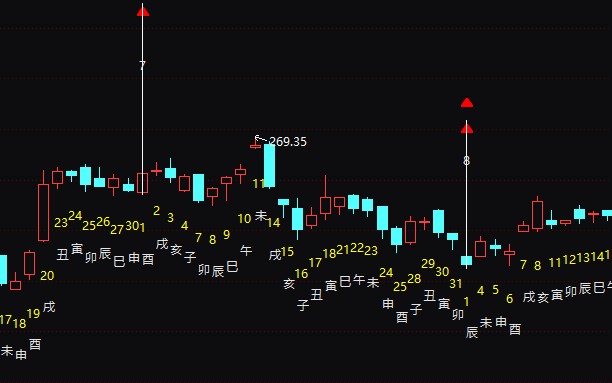 7
8
269.35
17 18 19 20 23 24 25 26 27 30 1 2 3 4 7 8 9 10 11 14 15 16 17 18 21 22 23 24 25 28 29 30 31 1 4 5 6 7 8 11 12 13 14
未 申 酉 戌 丑 寅 卯 辰 巳 申 酉 戌 亥 子 卯 辰 巳 午 未 戌 亥 子 丑 寅 巳 午 未 申 酉 子 丑 寅 卯 辰 未 申 酉 戌 亥 寅 卯 辰 巳